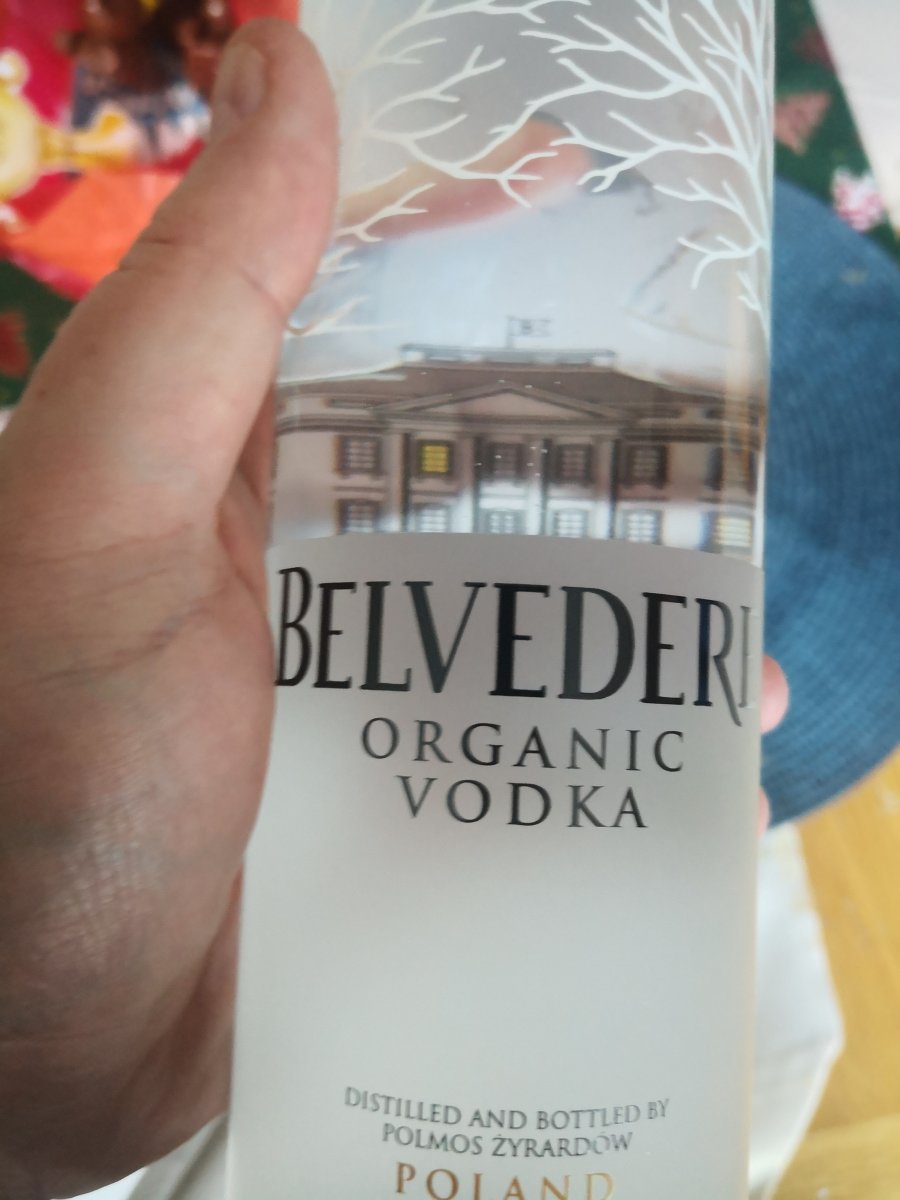 BELVEDERE
ORGANIC
VODKA
DISTILLED AND BOTTLED BY
POLMOS ŻYRARDÓW
POLAND